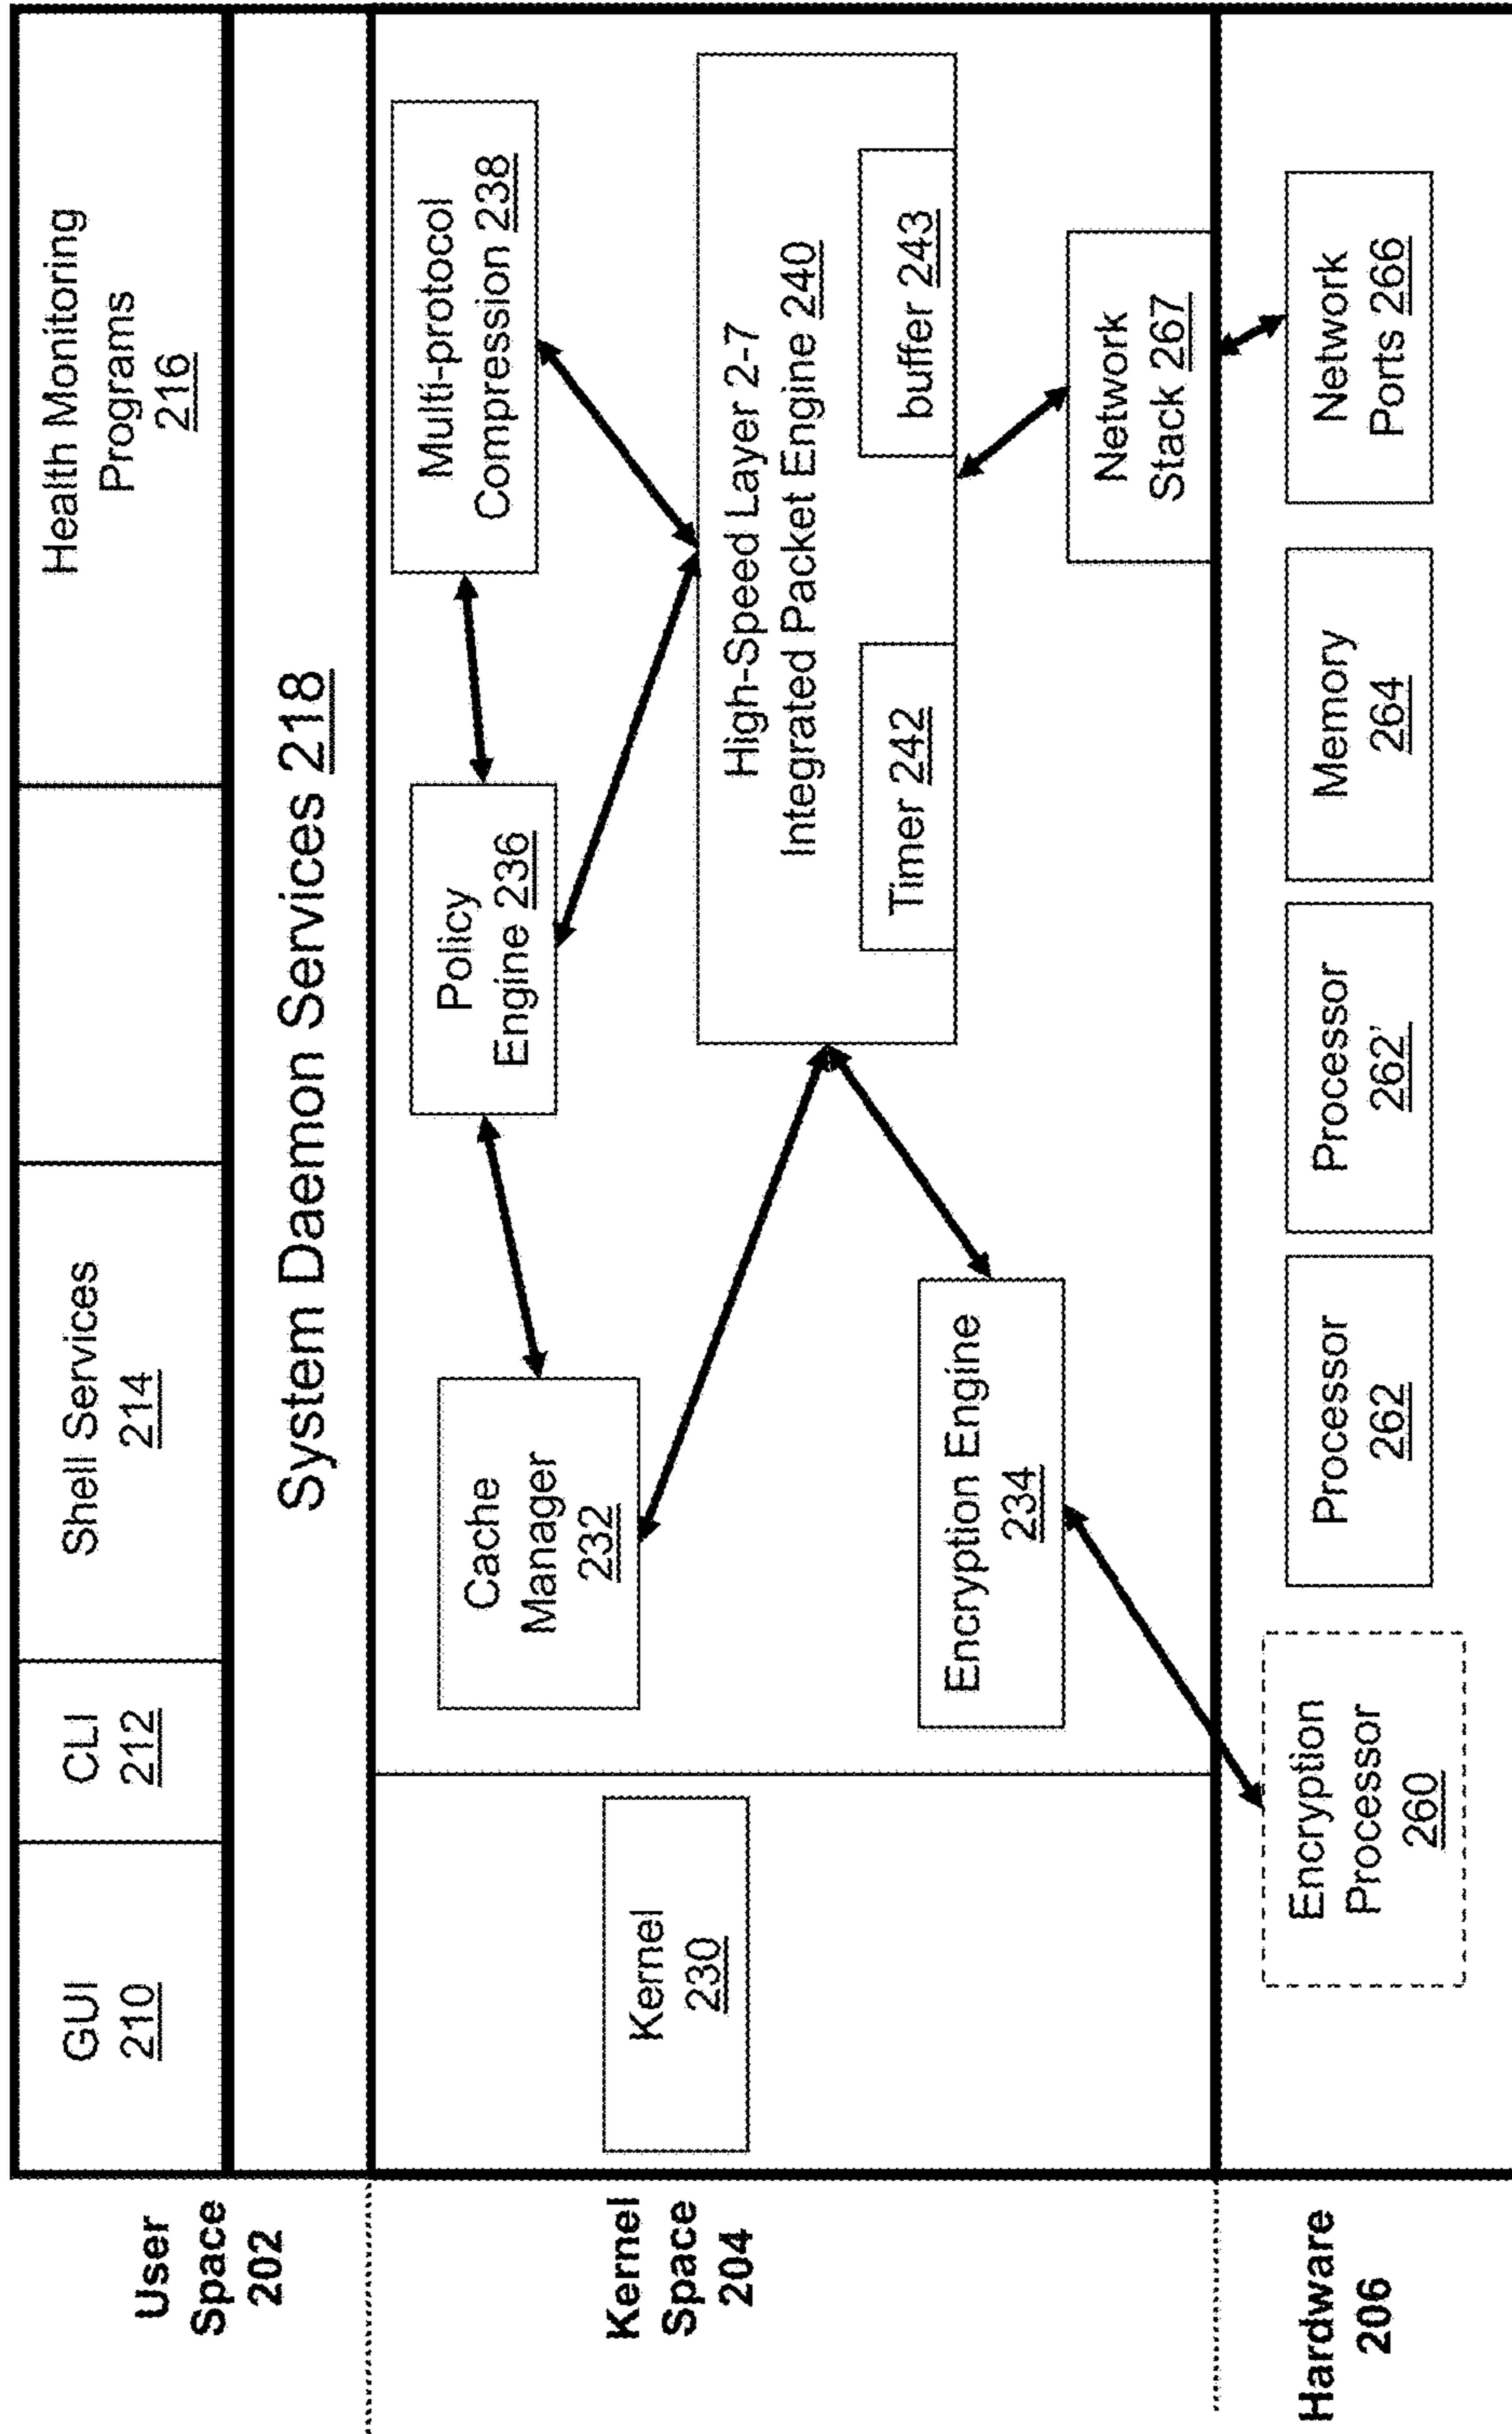 User
Space
202
GUI
210
CLI
212
Shell Services
214
Health Monitoring
Programs
216
System Daemon Services 218
Kernel
Space
204
Kernel
230
Cache
Manager
232
Policy
Engine 236
Multi-protocol
Compression 238
High-Speed Layer 2-7
Integrated Packet Engine 240
Timer 242
buffer 243
Encryption Engine
234
Network
Stack 267
Hardware
206
Encryption
Processor
260
Processor
262
Processor
262'
Memory
264
Network
Ports 266